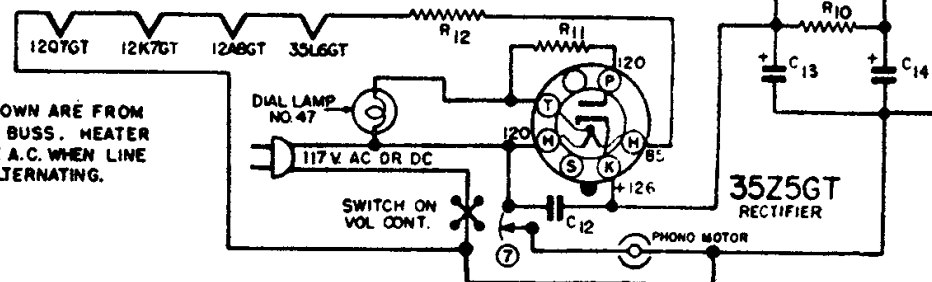 R10
R12
R11
12Q7GT 12K7GT 12A8GT 35L6GT
C13
C14
120
P
DIAL LAMP
NO. 47
T
OWN ARE FROM
BUSS. HEATER
A.C. WHEN LINE
TERNATING.
120
H
H
85
117 V. AC OR DC
S
K
+126
35Z5GT
RECTIFIER
SWITCH ON
VOL CONT.
C12
7
PHONO MOTOR